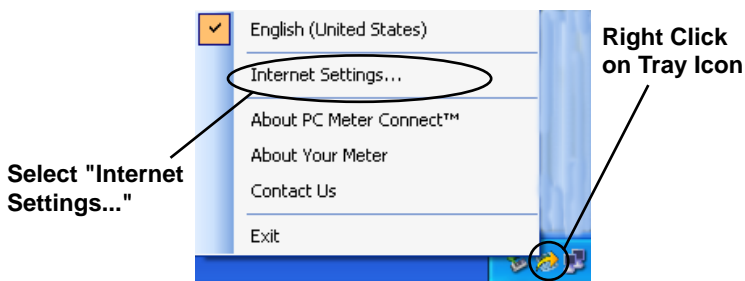 English (United States)
Right Click
on Tray Icon
Internet Settings...
About PC Meter Connect™
About Your Meter
Select "Internet
Settings..."
Contact Us
Exit